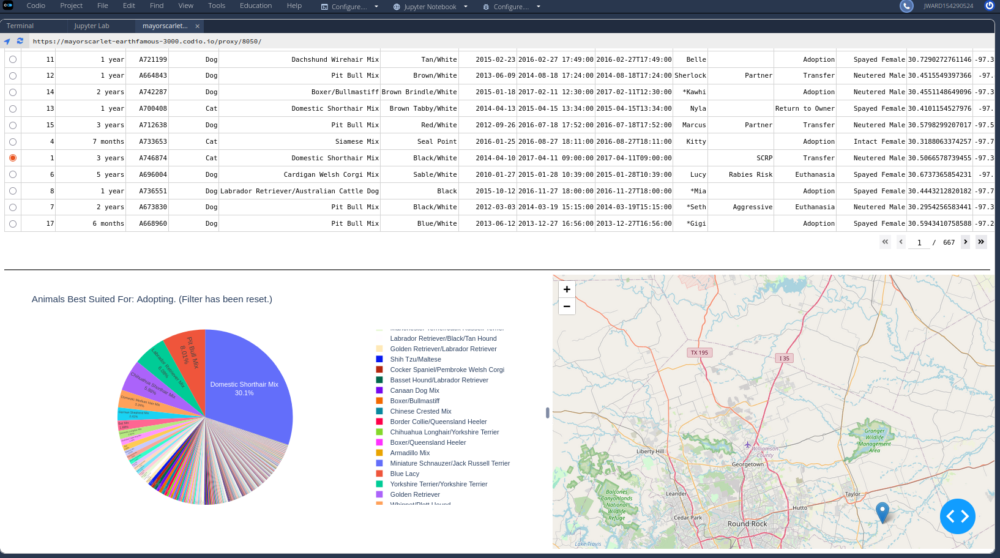 Codio Project File Edit Find View Tools Education Help Configure.... Jupyter Notebook Configure.... JWARD154290524
Terminal Jupyter Lab mayorscarlet... ×
https://mayorscarlet-earthfamous-3000.codio.io/proxy/8050/
11 1 year A721199 Dog Dachshund Wirehair Mix Tan/White 2015-02-23 2016-02-27 17:49:00 2016-02-27T17:49:00 Belle Adoption Spayed Female 30.7290272761146 -97.3
12 1 year A664843 Dog Pit Bull Mix Brown/White 2013-06-09 2014-08-18 17:24:00 2014-08-18T17:24:00 Sherlock Partner Transfer Neutered Male 30.4515549397366 -97.
14 2 years A742287 Dog Boxer/Bullmastiff Brown Brindle/White 2015-01-18 2017-02-11 12:30:00 2017-02-11T12:30:00 *Kawhi Adoption Neutered Male 30.4551148649096 -97.3
13 1 year A700408 Cat Domestic Shorthair Mix Brown Tabby/White 2014-04-13 2015-04-15 13:34:00 2015-04-15T13:34:00 Nyla Return to Owner Spayed Female 30.4101154527976 -97.
15 3 years A712638 Dog Pit Bull Mix Red/White 2012-09-26 2016-07-18 17:52:00 2016-07-18T17:52:00 Marcus Partner Transfer Neutered Male 30.5798299207017 -97.5
4 7 months A733653 Cat Siamese Mix Seal Point 2016-01-25 2016-08-27 18:11:00 2016-08-27T18:11:00 Kitty Adoption Intact Female 30.3188063374257 -97.7
1 3 years A746874 Cat Domestic Shorthair Mix Black/White 2014-04-10 2017-04-11 09:00:00 2017-04-11T09:00:00 SCRP Transfer Neutered Male 30.5066578739455 -97.3
6 5 years A696004 Dog Cardigan Welsh Corgi Mix Sable/White 2010-01-27 2015-01-28 10:39:00 2015-01-28T10:39:00 Lucy Rabies Risk Euthanasia Spayed Female 30.6737365854231 -97.
8 1 year A736551 Dog Labrador Retriever/Australian Cattle Dog Black 2015-10-12 2016-11-27 18:00:00 2016-11-27T18:00:00 *Mia Adoption Spayed Female 30.4443212820182 -97.7
7 2 years A673830 Dog Pit Bull Mix Black/White 2012-03-03 2014-03-19 15:15:00 2014-03-19T15:15:00 *Seth Aggressive Euthanasia Neutered Male 30.2954256583441 -97.3
17 6 months A668960 Dog Pit Bull Mix Blue/White 2013-06-12 2013-12-27 16:56:00 2013-12-27T16:56:00 *Gigi Adoption Spayed Female 30.5943410758588 -97.2
« ‹ 1 / 667 › »
Animals Best Suited For: Adopting. (Filter has been reset.)
Domestic Shorthair Mix
30.1%
Pit Bull Mix
8.01%
Labrador Retriever Mix
6.08%
Chihuahua Shorthair Mix
Domestic Medium Hair Mix
German Shepherd Mix
Labrador Retriever/Black/Tan Hound
Golden Retriever/Labrador Retriever
Shih Tzu/Maltese
Cocker Spaniel/Pembroke Welsh Corgi
Basset Hound/Labrador Retriever
Canaan Dog Mix
Boxer/Bullmastiff
Chinese Crested Mix
Border Collie/Queensland Heeler
Chihuahua Longhair/Yorkshire Terrier
Boxer/Queensland Heeler
Armadillo Mix
Miniature Schnauzer/Jack Russell Terrier
Blue Lacy
Yorkshire Terrier/Yorkshire Terrier
Golden Retriever
Whippet/Plott Hound
+
−
TX 195
I 35
Granger
Wildlife
Management
Area
Williamson
County
Liberty Hill
Georgetown
Leander
Taylor
Balcones
Canyonlands
National
Wildlife
Refuge
Hutto
Cedar Park
Round Rock
Lake Travis